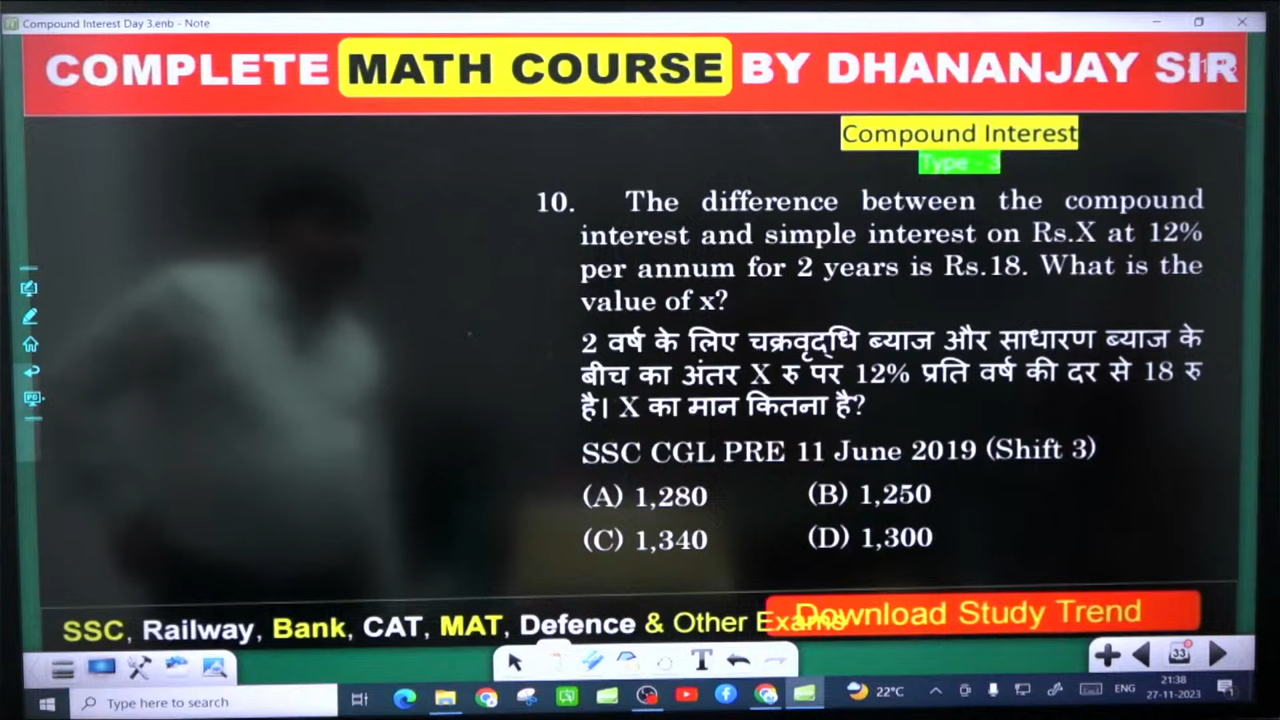 Compound Interest Day 3.enb - Note
COMPLETE MATH COURSE BY DHANANJAY SIR
Compound Interest
Type - 3
10. The difference between the compound
interest and simple interest on Rs.X at 12%
per annum for 2 years is Rs.18. What is the
value of x?
2 वर्ष के लिए चक्रवृद्धि ब्याज और साधारण ब्याज के
बीच का अंतर X रु पर 12% प्रति वर्ष की दर से 18 रु
है। X का मान कितना है?
SSC CGL PRE 11 June 2019 (Shift 3)
(A) 1,280 (B) 1,250
(C) 1,340 (D) 1,300
SSC, Railway, Bank, CAT, MAT, Defence & Other Exams
Download Study Trend
33
Type here to search
22°C
ENG
21:38
27-11-2023